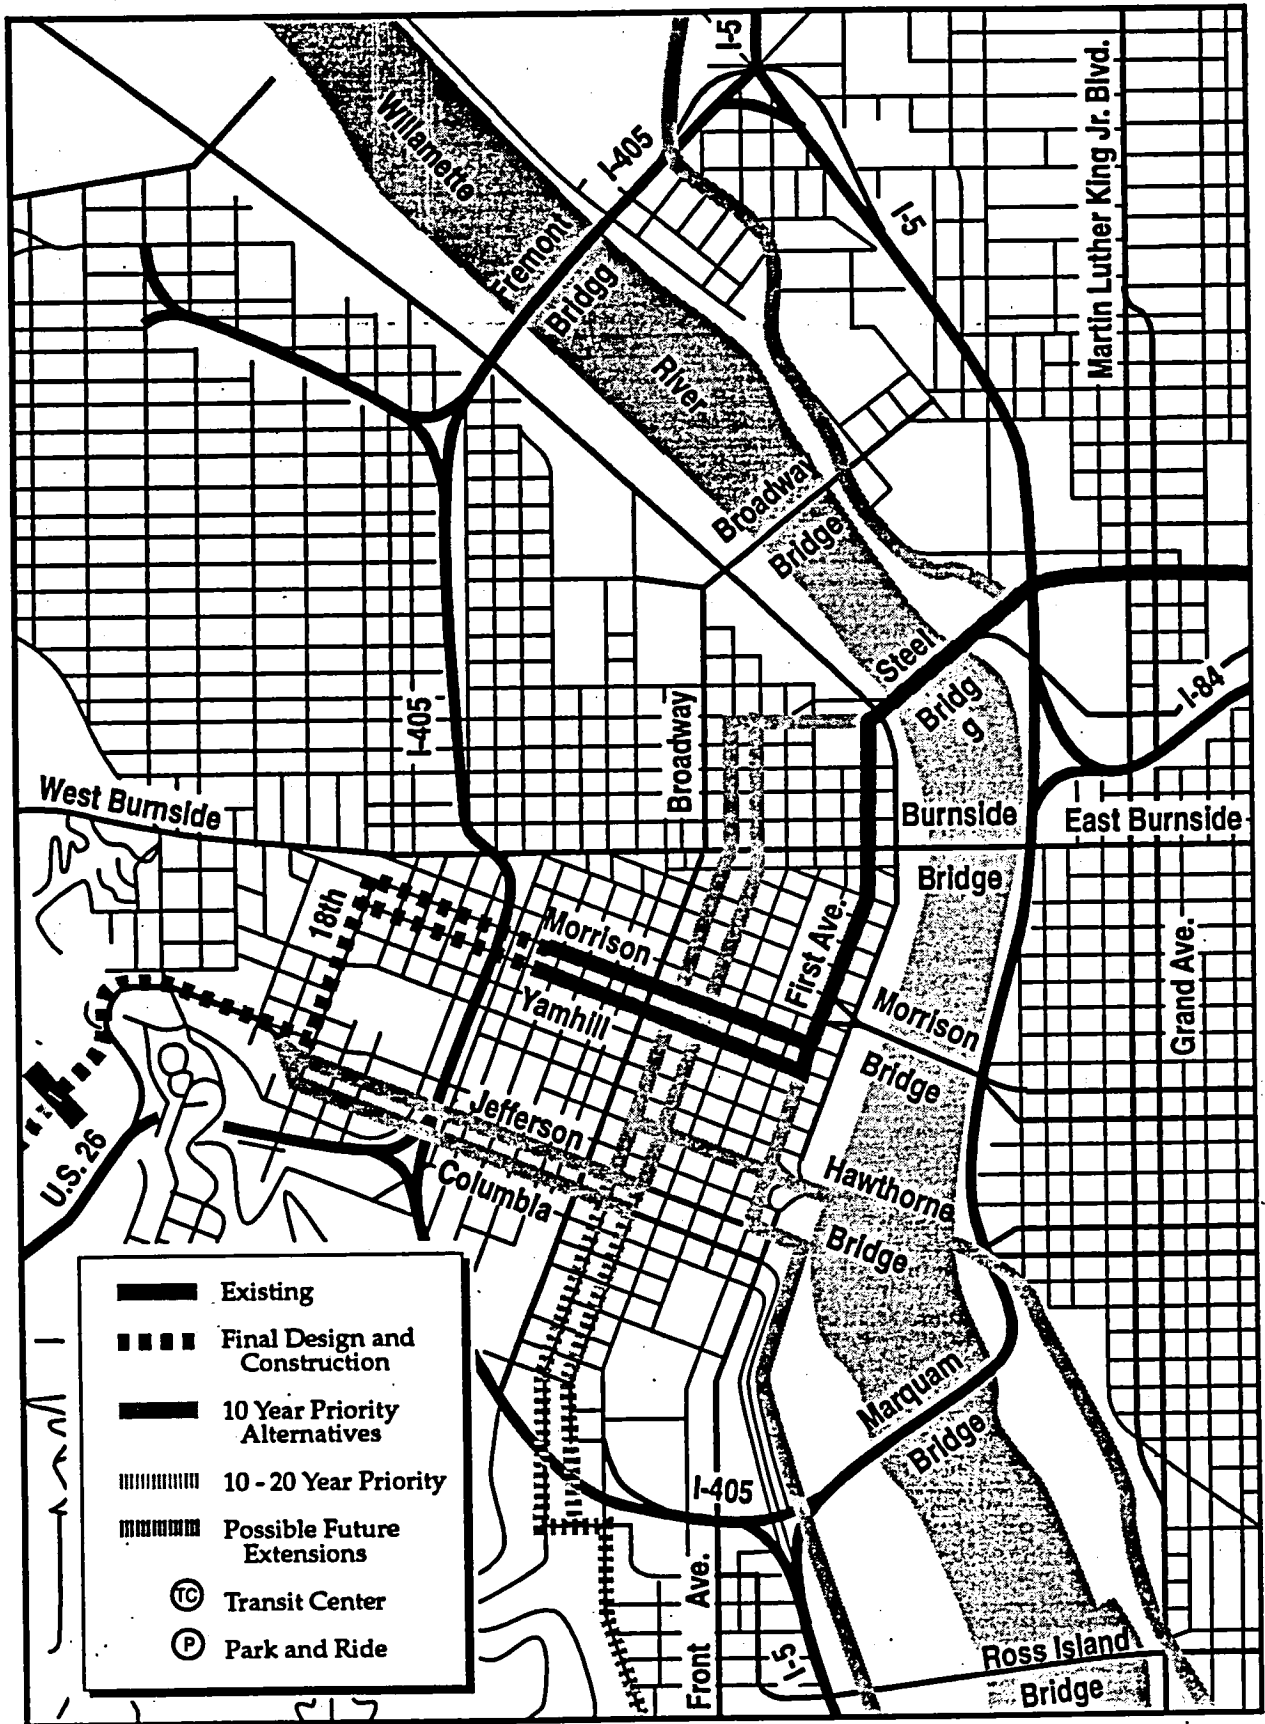 I-5
Martin Luther King Jr. Blvd.
Willamette
I-405
I-5
Fremont
Bridgg
River
Broadway
Bridge
Steel
Bridg
g
I-84
I-405
Broadway
West Burnside
Burnside
East Burnside
Bridge
18th
Morrison
First Ave.
Grand Ave.
Yamhill
Morrison
Bridge
Jefferson
U.S. 26
Columbia
Hawthorne
Bridge
Existing
Final Design and
Construction
10 Year Priority
Alternatives
10 - 20 Year Priority
Possible Future
Extensions
TC Transit Center
P Park and Ride
Marquam
Bridge
I-405
Front Ave.
I-5
Ross Island
Bridge